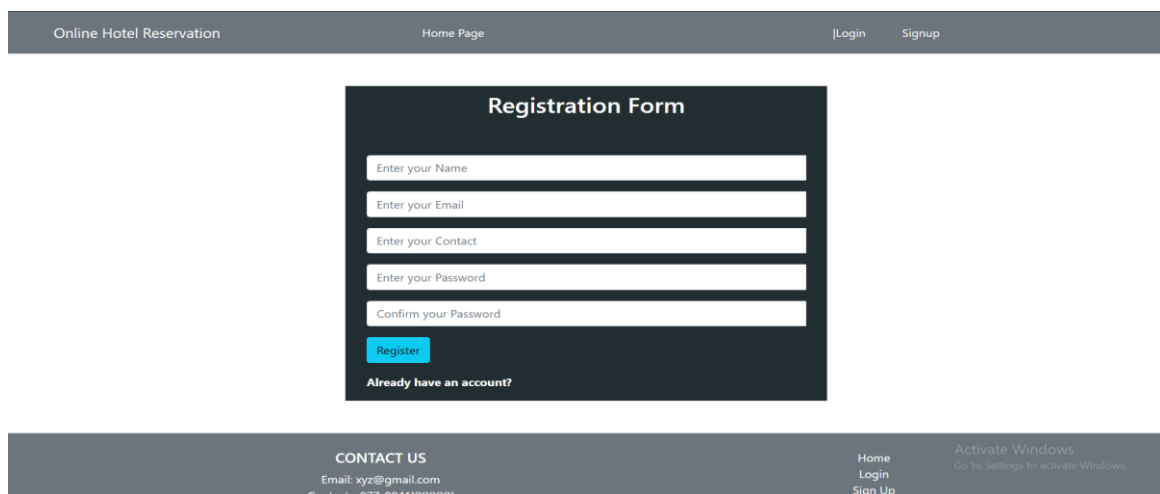 Online Hotel Reservation Home Page |Login Signup
Registration Form
Enter your Name
Enter your Email
Enter your Contact
Enter your Password
Confirm your Password
Register
Already have an account?
CONTACT US
Email: xyz@gmail.com
Home
Login
Sign Up
Activate Windows
Go to Settings to activate Windows.